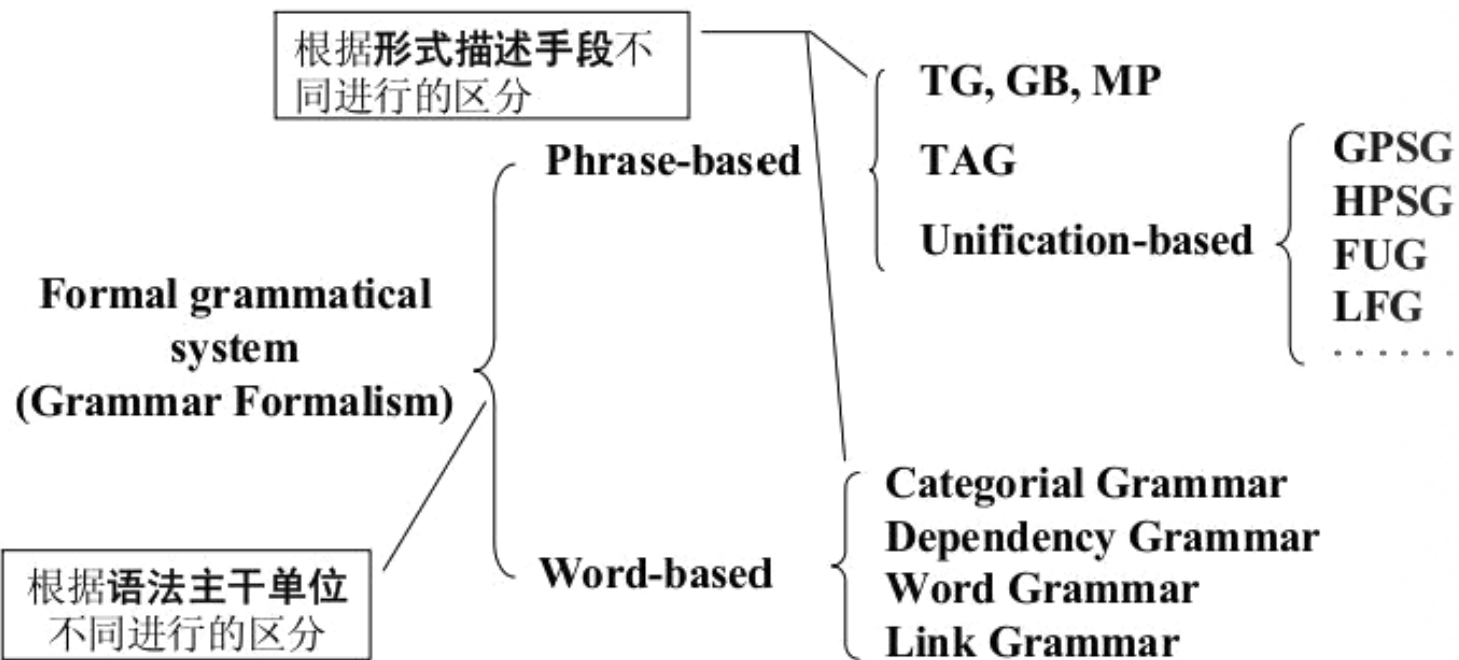 根据形式描述手段不
同进行的区分
TG, GB, MP
Phrase-based
TAG
Unification-based
GPSG
HPSG
FUG
LFG
......
Formal grammatical
system
(Grammar Formalism)
Categorial Grammar
Dependency Grammar
Word-based
Word Grammar
Link Grammar
根据语法主干单位
不同进行的区分